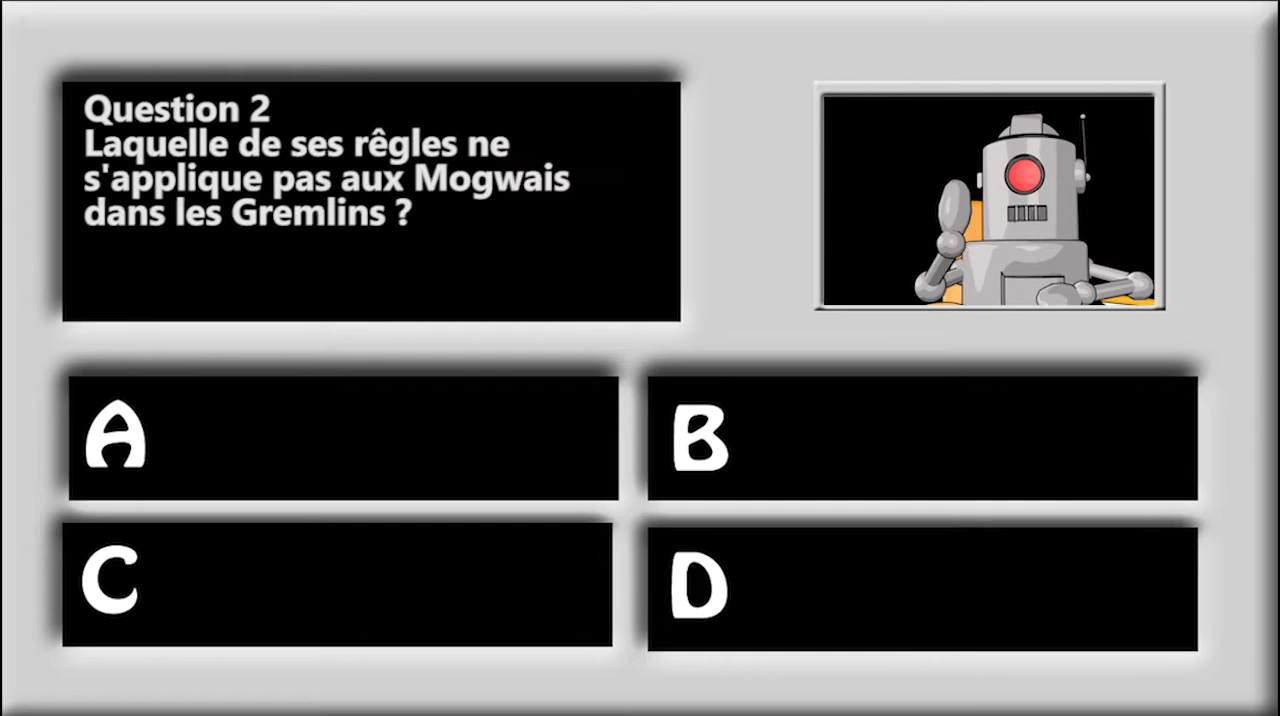 Question 2
Laquelle de ses rêgles ne
s'applique pas aux Mogwais
dans les Gremlins ?
A
B
C
D